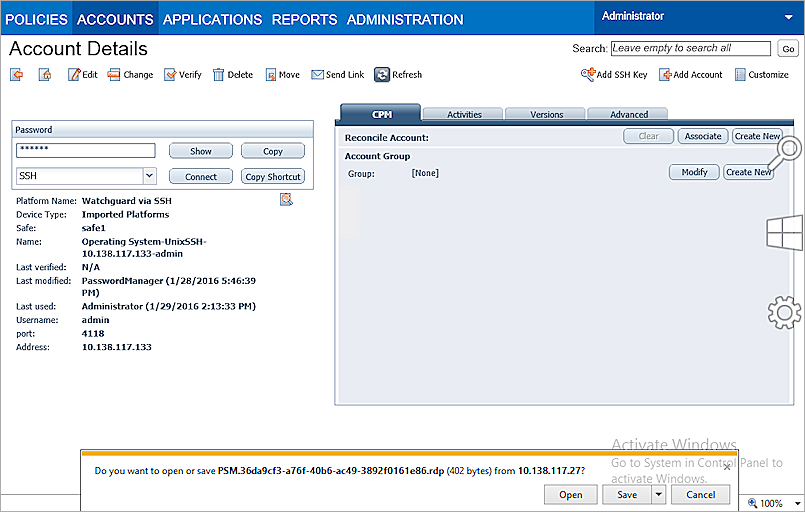 POLICIES ACCOUNTS APPLICATIONS REPORTS ADMINISTRATION Administrator
Account Details Search: Leave empty to search all Go
Edit Change Verify Delete Move Send Link Refresh Add SSH Key Add Account Customize
CPM Activities Versions Advanced
Password
****** Show Copy
SSH Connect Copy Shortcut
Reconcile Account: Clear Associate Create New
Account Group
Group: [None] Modify Create New
Platform Name: Watchguard via SSH
Device Type: Imported Platforms
Safe: safe1
Name: Operating System-UnixSSH-
10.138.117.133-admin
Last verified: N/A
Last modified: PasswordManager (1/28/2016 5:46:39
PM)
Last used: Administrator (1/29/2016 2:13:33 PM)
Username: admin
port: 4118
Address: 10.138.117.133
Activate Windows
Go to System in Control Panel to
activate Windows.
Do you want to open or save PSM.36da9cf3-a76f-40b6-ac49-3892f0161e86.rdp (402 bytes) from 10.138.117.27?
Open Save Cancel
100%